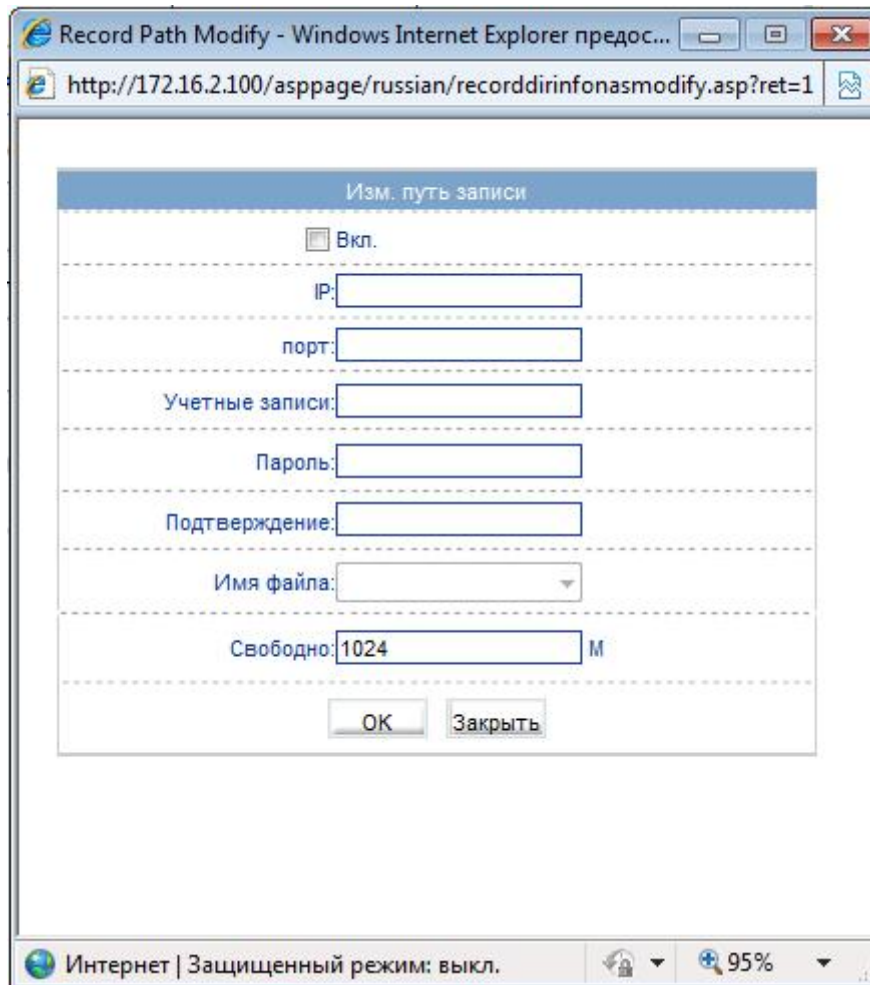 Record Path Modify - Windows Internet Explorer предос...
http://172.16.2.100/asppage/russian/recorddirinfonasmodify.asp?ret=1
Изм. путь записи
Вкл.
IP:
порт:
Учетные записи:
Пароль:
Подтверждение:
Имя файла:
Свободно: 1024 M
OK Закрыть
Интернет | Защищенный режим: выкл. 95%